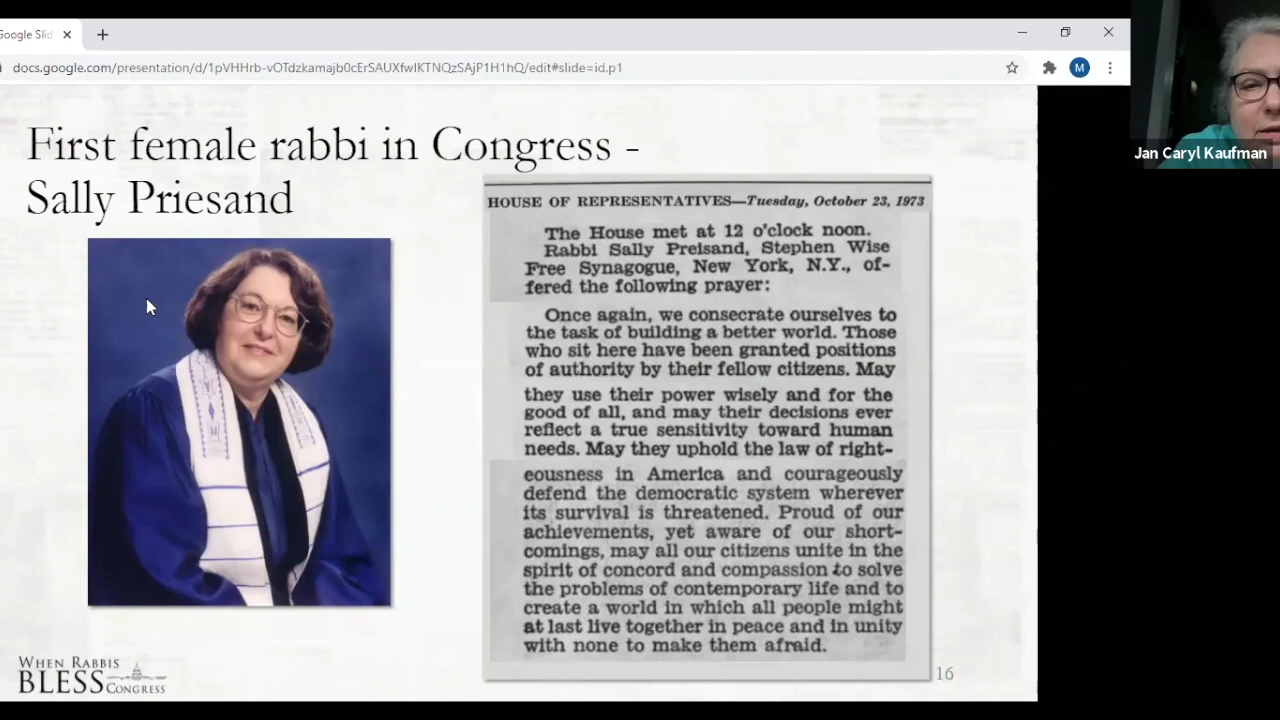 Google Slid
docs.google.com/presentation/d/1pVHHrb-vOTdzkamajb0cErSAUXfwIKTNQzSAjP1H1hQ/edit#slide=id.p1
M
Jan Caryl Kaufman
First female rabbi in Congress -
Sally Priesand
HOUSE OF REPRESENTATIVES—Tuesday, October 23, 1973
The House met at 12 o'clock noon.
Rabbi Sally Preisand, Stephen Wise
Free Synagogue, New York, N.Y., of-
fered the following prayer:
Once again, we consecrate ourselves to
the task of building a better world. Those
who sit here have been granted positions
of authority by their fellow citizens. May
they use their power wisely and for the
good of all, and may their decisions ever
reflect a true sensitivity toward human
needs. May they uphold the law of right-
eousness in America and courageously
defend the democratic system wherever
its survival is threatened. Proud of our
achievements, yet aware of our short-
comings, may all our citizens unite in the
spirit of concord and compassion to solve
the problems of contemporary life and to
create a world in which all people might
at last live together in peace and in unity
with none to make them afraid.
WHEN RABBIS
BLESS CONGRESS
16